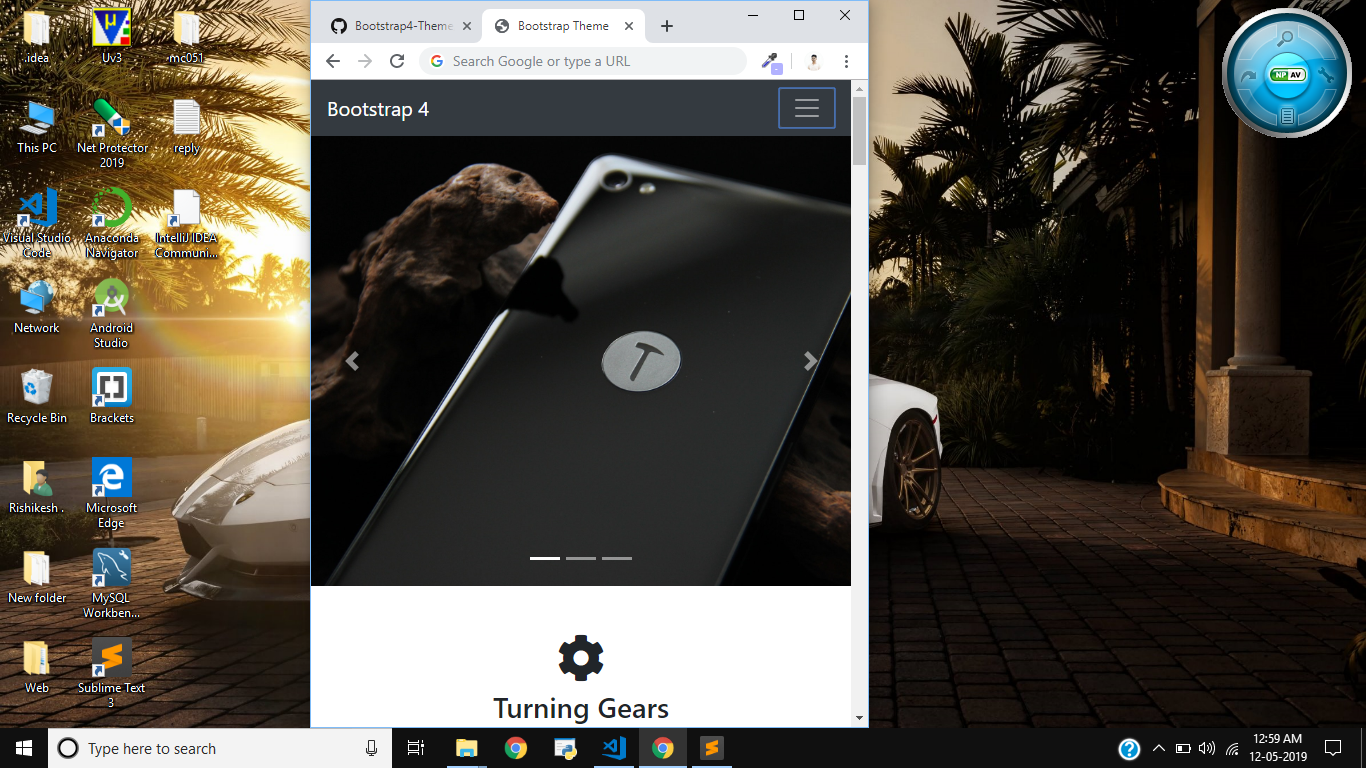 .idea
Uv3
mc051
This PC
Net Protector
2019
reply
Visual Studio
Code
Anaconda
Navigator
IntelliJ IDEA
Communi...
Network
Android
Studio
Recycle Bin
Brackets
Rishikesh .
Microsoft
Edge
New folder
MySQL
Workben...
Web
Sublime Text
3
Bootstrap4-Theme
Bootstrap Theme
Search Google or type a URL
Bootstrap 4
T
Turning Gears
NP AV
Type here to search
12:59 AM
12-05-2019